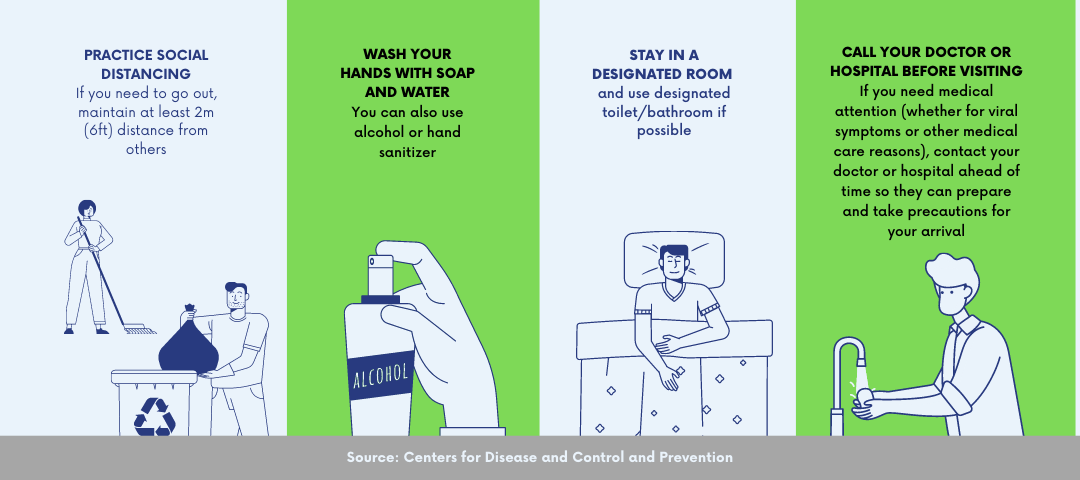 PRACTICE SOCIAL
DISTANCING
If you need to go out,
maintain at least 2m
(6ft) distance from
others
WASH YOUR
HANDS WITH SOAP
AND WATER
You can also use
alcohol or hand
sanitizer
ALCOHOL
STAY IN A
DESIGNATED ROOM
and use designated
toilet/bathroom if
possible
CALL YOUR DOCTOR OR
HOSPITAL BEFORE VISITING
If you need medical
attention (whether for viral
symptoms or other medical
care reasons), contact your
doctor or hospital ahead of
time so they can prepare
and take precautions for
your arrival
Source: Centers for Disease and Control and Prevention